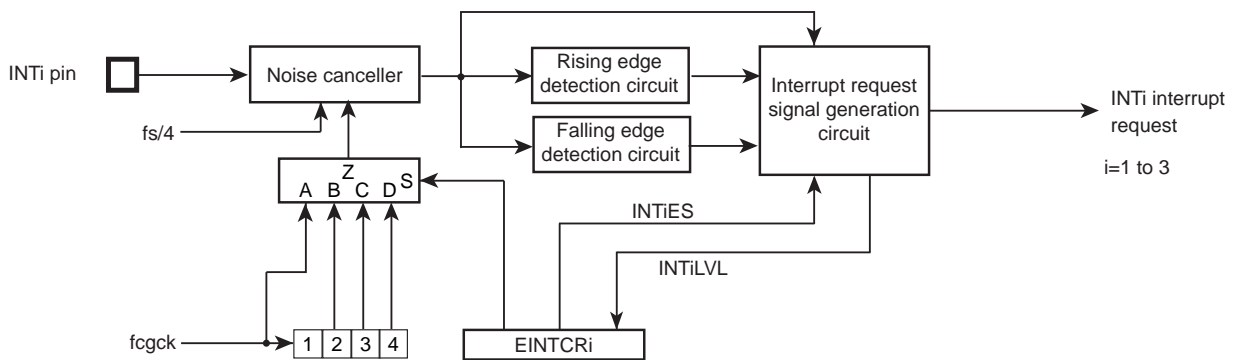 INTi pin
Noise canceller
Rising edge
detection circuit
Falling edge
detection circuit
Interrupt request
signal generation
circuit
INTi interrupt
request
i=1 to 3
fs/4
Z
S
A B C D
INTiES
INTiLVL
fcgck
1 2 3 4
EINTCRi